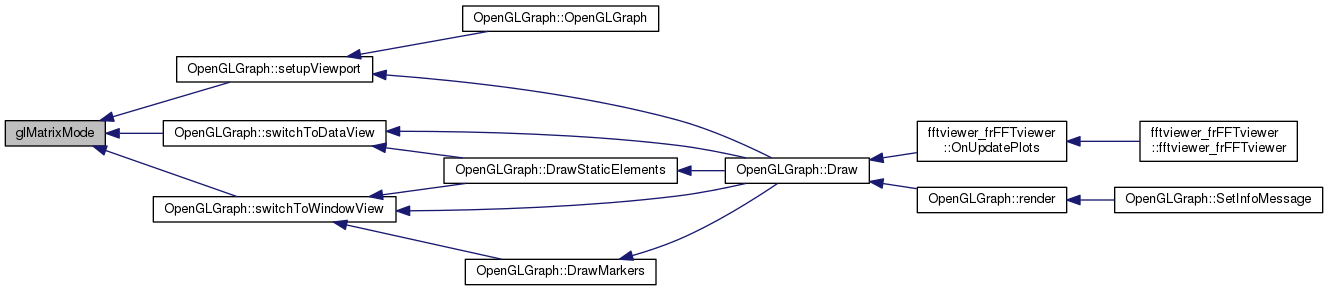 OpenGLGraph::OpenGLGraph
OpenGLGraph::setupViewport
glMatrixMode
OpenGLGraph::switchToDataView
fftviewer_frFFTviewer
::OnUpdatePlots
fftviewer_frFFTviewer
::fftviewer_frFFTviewer
OpenGLGraph::DrawStaticElements
OpenGLGraph::Draw
OpenGLGraph::switchToWindowView
OpenGLGraph::render
OpenGLGraph::SetInfoMessage
OpenGLGraph::DrawMarkers